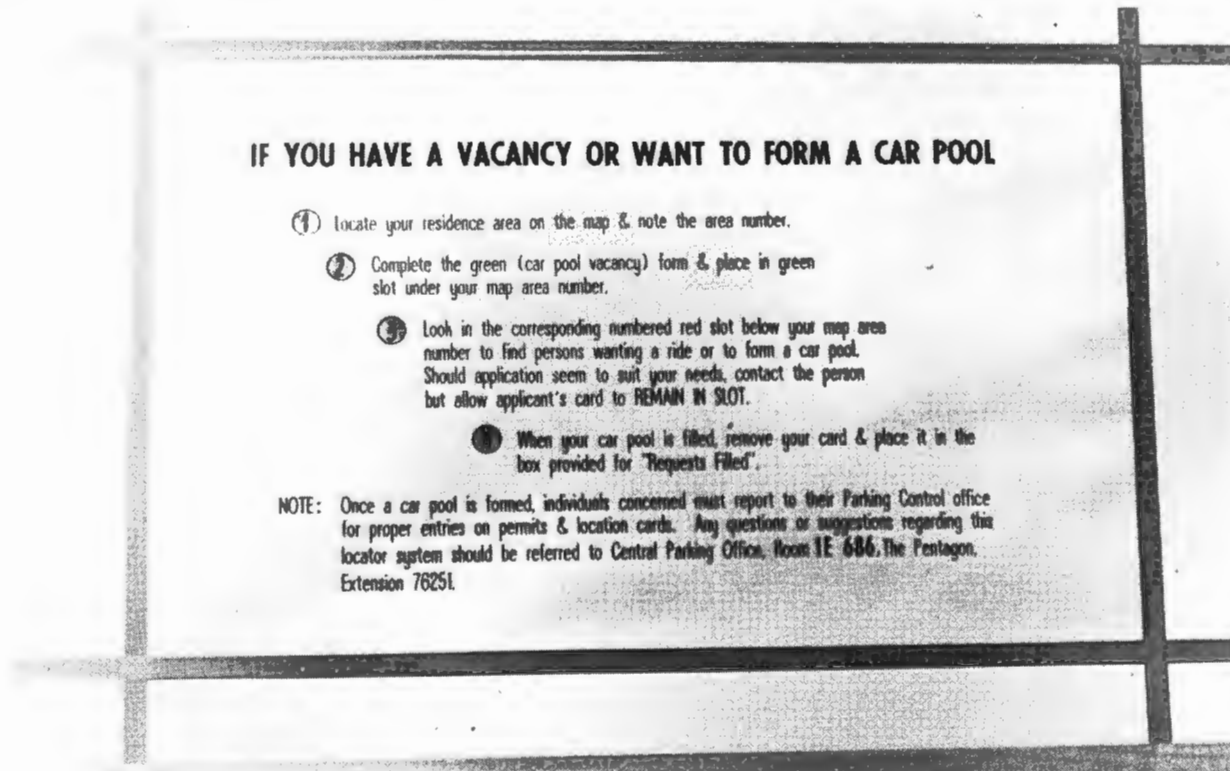 IF YOU HAVE A VACANCY OR WANT TO FORM A CAR POOL
1 Locate your residence area on the map & note the area number.
2 Complete the green (car pool vacancy) form & place in green
slot under your map area number.
3 Look in the corresponding numbered red slot below your map area
number to find persons wanting a ride or to form a car pool.
Should application seem to suit your needs, contact the person
but allow applicant's card to REMAIN IN SLOT.
When your car pool is filled, remove your card & place it in the
box provided for "Requests Filled".
NOTE: Once a car pool is formed, individuals concerned must report to their Parking Control office
for proper entries on permits & location cards. Any questions or suggestions regarding this
locator system should be referred to Central Parking Office, Room 1E 686, The Pentagon,
Extension 76251.